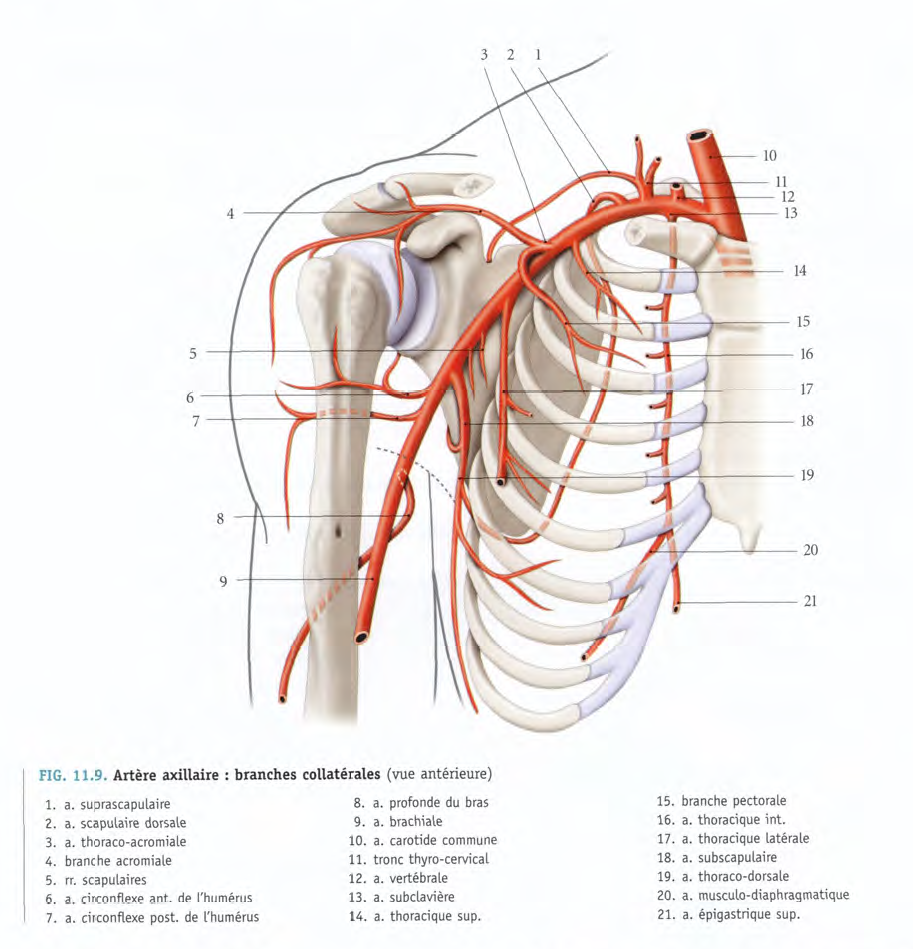 3 2 1
10
11
12
13
4
14
15
5
16
17
6
7
18
19
8
20
9
21
FIG. 11.9. Artère axillaire : branches collatérales (vue antérieure)
1. a. suprascapulaire
2. a. scapulaire dorsale
3. a. thoraco-acromiale
4. branche acromiale
5. rr. scapulaires
6. a. circonflexe ant. de l'humérus
7. a. circonflexe post. de l'humérus
8. a. profonde du bras
9. a. brachiale
10. a. carotide commune
11. tronc thyro-cervical
12. a. vertébrale
13. a. subclavière
14. a. thoracique sup.
15. branche pectorale
16. a. thoracique int.
17. a. thoracique latérale
18. a. subscapulaire
19. a. thoraco-dorsale
20. a. musculo-diaphragmatique
21. a. épigastrique sup.